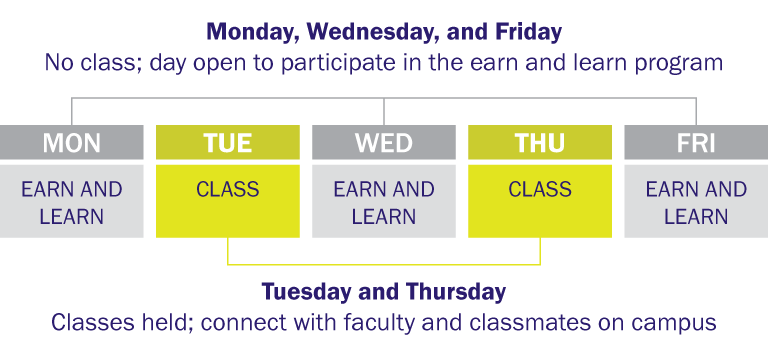 Monday, Wednesday, and Friday
No class; day open to participate in the earn and learn program
MON TUE WED THU FRI
EARN AND CLASS EARN AND CLASS EARN AND
LEARN LEARN LEARN
Tuesday and Thursday
Classes held; connect with faculty and classmates on campus